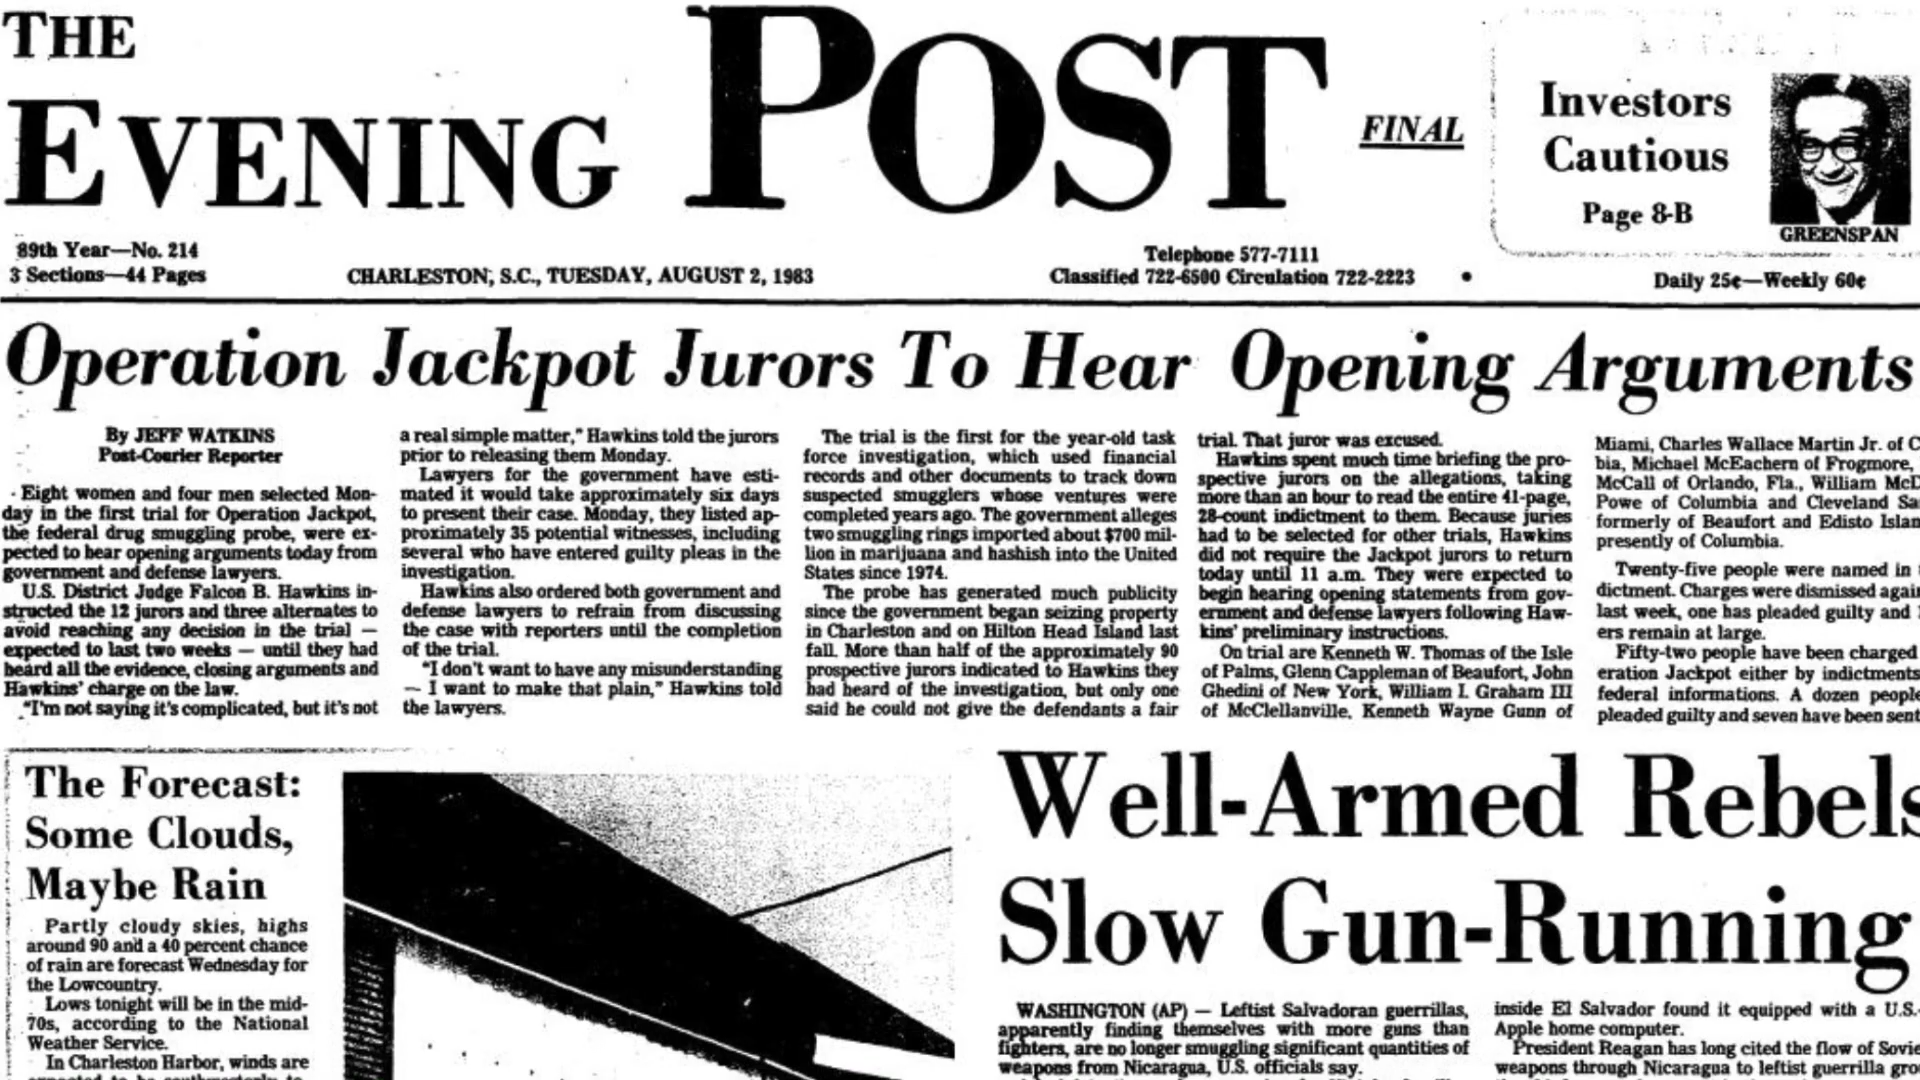 THE
EVENING POST
FINAL
Investors
Cautious
Page 8-B
GREENSPAN
89th Year—No. 214
3 Sections—44 Pages
CHARLESTON, S.C., TUESDAY, AUGUST 2, 1983
Telephone 577-7111
Classified 722-6500 Circulation 722-2223
Daily 25¢—Weekly 60¢
Operation Jackpot Jurors To Hear Opening Arguments
By JEFF WATKINS
Post-Courier Reporter
Eight women and four men selected Mon-
day in the first trial for Operation Jackpot,
the federal drug smuggling probe, were ex-
pected to hear opening arguments today from
government and defense lawyers.
U.S. District Judge Falcon B. Hawkins in-
structed the 12 jurors and three alternates to
avoid reaching any decision in the trial —
expected to last two weeks — until they had
heard all the evidence, closing arguments and
Hawkins' charge on the law.
"I'm not saying it's complicated, but it's not
a real simple matter," Hawkins told the jurors
prior to releasing them Monday.
Lawyers for the government have esti-
mated it would take approximately six days
to present their case. Monday, they listed ap-
proximately 35 potential witnesses, including
several who have entered guilty pleas in the
investigation.
Hawkins also ordered both government and
defense lawyers to refrain from discussing
the case with reporters until the completion
of the trial.
"I don't want to have any misunderstanding
— I want to make that plain," Hawkins told
the lawyers.
The trial is the first for the year-old task
force investigation, which used financial
records and other documents to track down
suspected smugglers whose ventures were
completed years ago. The government alleges
two smuggling rings imported about $700 mil-
lion in marijuana and hashish into the United
States since 1974.
The probe has generated much publicity
since the government began seizing property
in Charleston and on Hilton Head Island last
fall. More than half of the approximately 90
prospective jurors indicated to Hawkins they
had heard of the investigation, but only one
said he could not give the defendants a fair
trial. That juror was excused.
Hawkins spent much time briefing the pro-
spective jurors on the allegations, taking
more than an hour to read the entire 41-page,
28-count indictment to them. Because juries
had to be selected for other trials, Hawkins
did not require the Jackpot jurors to return
today until 11 a.m. They were expected to
begin hearing opening statements from gov-
ernment and defense lawyers following Haw-
kins' preliminary instructions.
On trial are Kenneth W. Thomas of the Isle
of Palms, Glenn Cappleman of Beaufort, John
Ghedini of New York, William I. Graham III
of McClellanville, Kenneth Wayne Gunn of
Miami, Charles Wallace Martin Jr. of C
bia, Michael McEachern of Frogmore,
McCall of Orlando, Fla., William McD
Powe of Columbia and Cleveland Sa
formerly of Beaufort and Edisto Islan
presently of Columbia.
Twenty-five people were named in
dictment. Charges were dismissed again
last week, one has pleaded guilty and
ers remain at large.
Fifty-two people have been charged
eration Jackpot either by indictments
federal informations. A dozen people
pleaded guilty and seven have been sent
The Forecast:
Some Clouds,
Maybe Rain
Partly cloudy skies, highs
around 90 and a 40 percent chance
of rain are forecast Wednesday for
the Lowcountry.
Lows tonight will be in the mid-
70s, according to the National
Weather Service.
In Charleston Harbor, winds are
Well-Armed Rebels
Slow Gun-Running
WASHINGTON (AP) — Leftist Salvadoran guerrillas,
apparently finding themselves with more guns than
fighters, are no longer smuggling significant quantities of
weapons from Nicaragua, U.S. officials say.
inside El Salvador found it equipped with a U.S.-
Apple home computer.
President Reagan has long cited the flow of Sovie
weapons through Nicaragua to leftist guerrilla gro